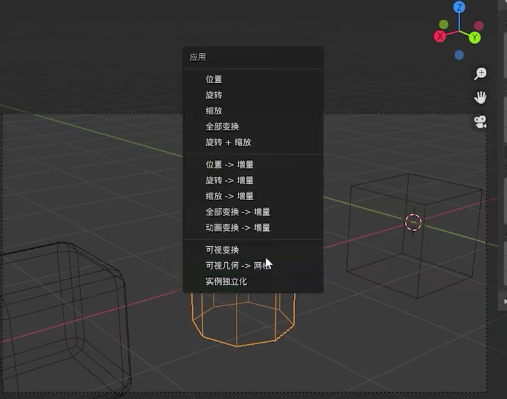 Z
X
Y
应用
位置
旋转
缩放
全部变换
旋转 + 缩放
位置 -> 增量
旋转 -> 增量
缩放 -> 增量
全部变换 -> 增量
动画变换 -> 增量
可视变换
可视几何 -> 网格
实例独立化